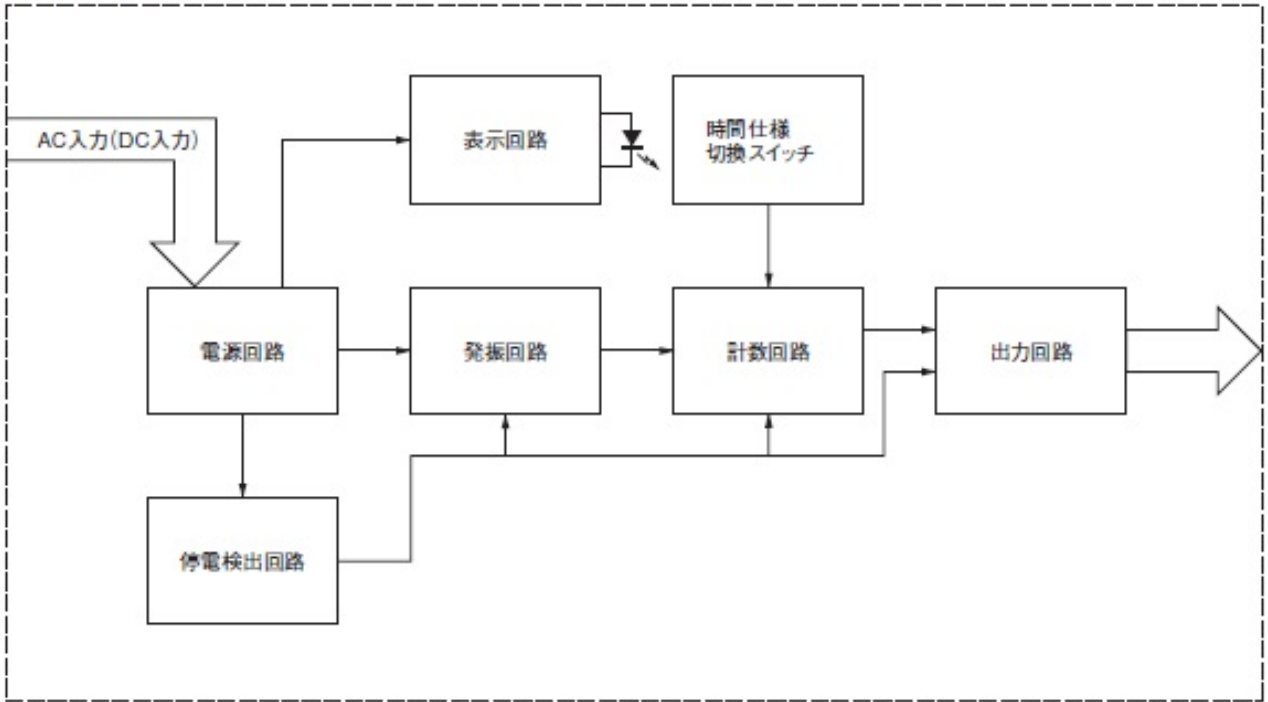 AC入力(DC入力)
表示回路
時間仕様
切換スイッチ
電源回路
発振回路
計数回路
出力回路
停電検出回路